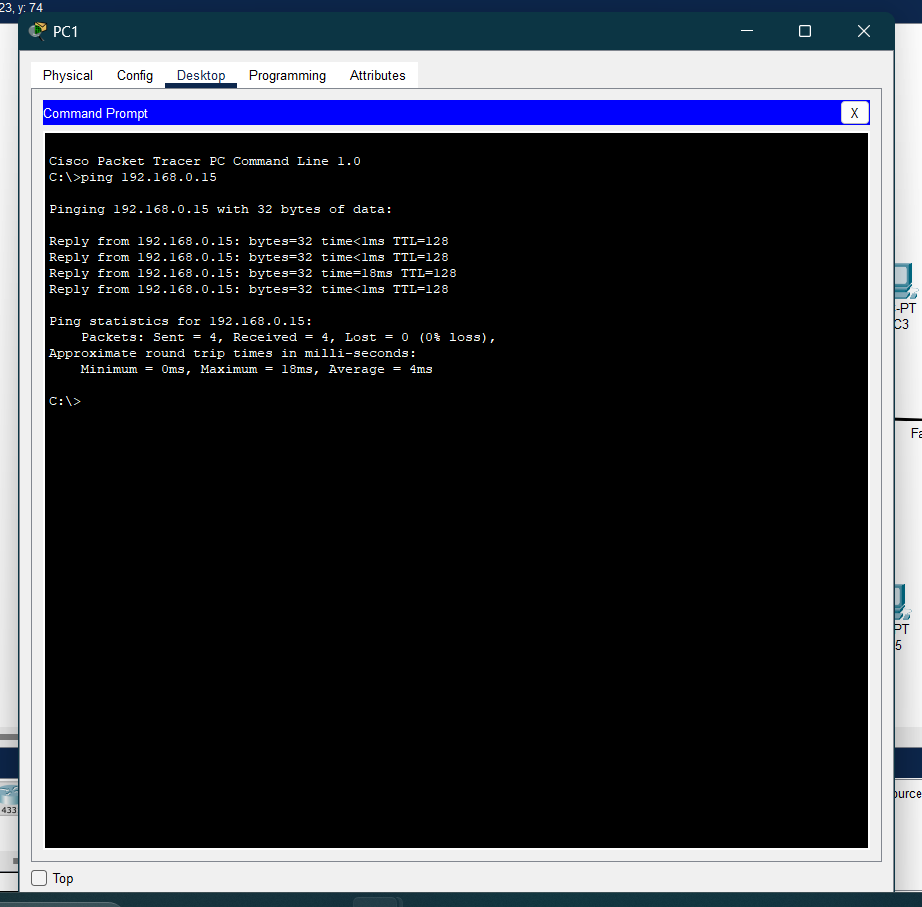 23, y: 74
PC1
Physical Config Desktop Programming Attributes
Command Prompt X
Cisco Packet Tracer PC Command Line 1.0
C:\>ping 192.168.0.15
Pinging 192.168.0.15 with 32 bytes of data:
Reply from 192.168.0.15: bytes=32 time<1ms TTL=128
Reply from 192.168.0.15: bytes=32 time<1ms TTL=128
Reply from 192.168.0.15: bytes=32 time=18ms TTL=128
Reply from 192.168.0.15: bytes=32 time<1ms TTL=128
Ping statistics for 192.168.0.15:
Packets: Sent = 4, Received = 4, Lost = 0 (0% loss),
Approximate round trip times in milli-seconds:
Minimum = 0ms, Maximum = 18ms, Average = 4ms
C:\>
-PT
C3
Fa
PT
5
433
ource
Top